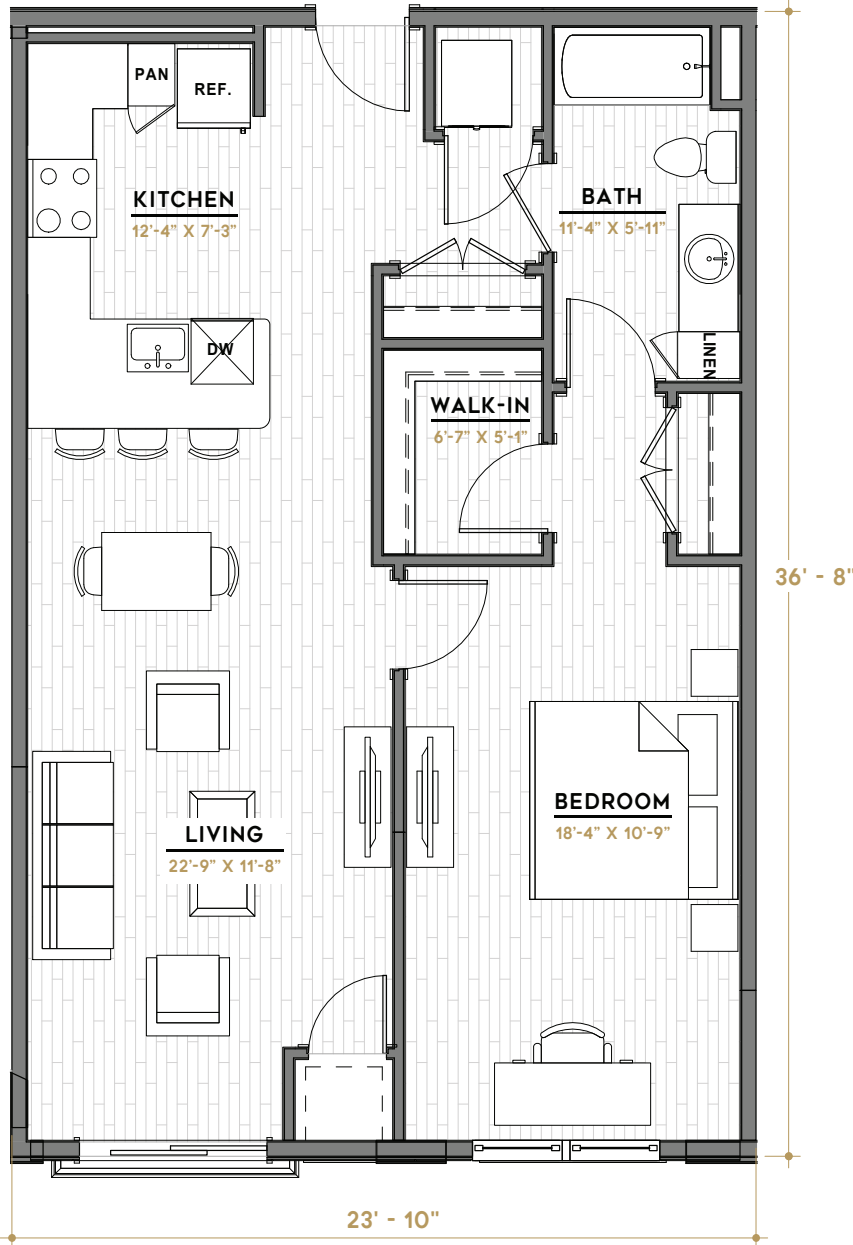 PAN
REF.
KITCHEN
12'-4" X 7'-3"
BATH
11'-4" X 5'-11"
DW
LINEN
WALK-IN
6'-7" X 5'-1"
36' - 8"
BEDROOM
18'-4" X 10'-9"
LIVING
22'-9" X 11'-8"
23' - 10"